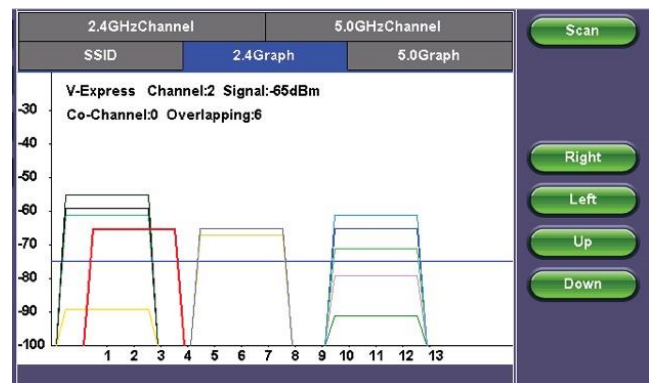 2.4GHzChannel 5.0GHzChannel
SSID 2.4Graph 5.0Graph
V-Express Channel:2 Signal:-65dBm
Co-Channel:0 Overlapping:6
-30
-40
-50
-60
-70
-80
-90
-100
1 2 3 4 5 6 7 8 9 10 11 12 13
Scan
Right
Left
Up
Down